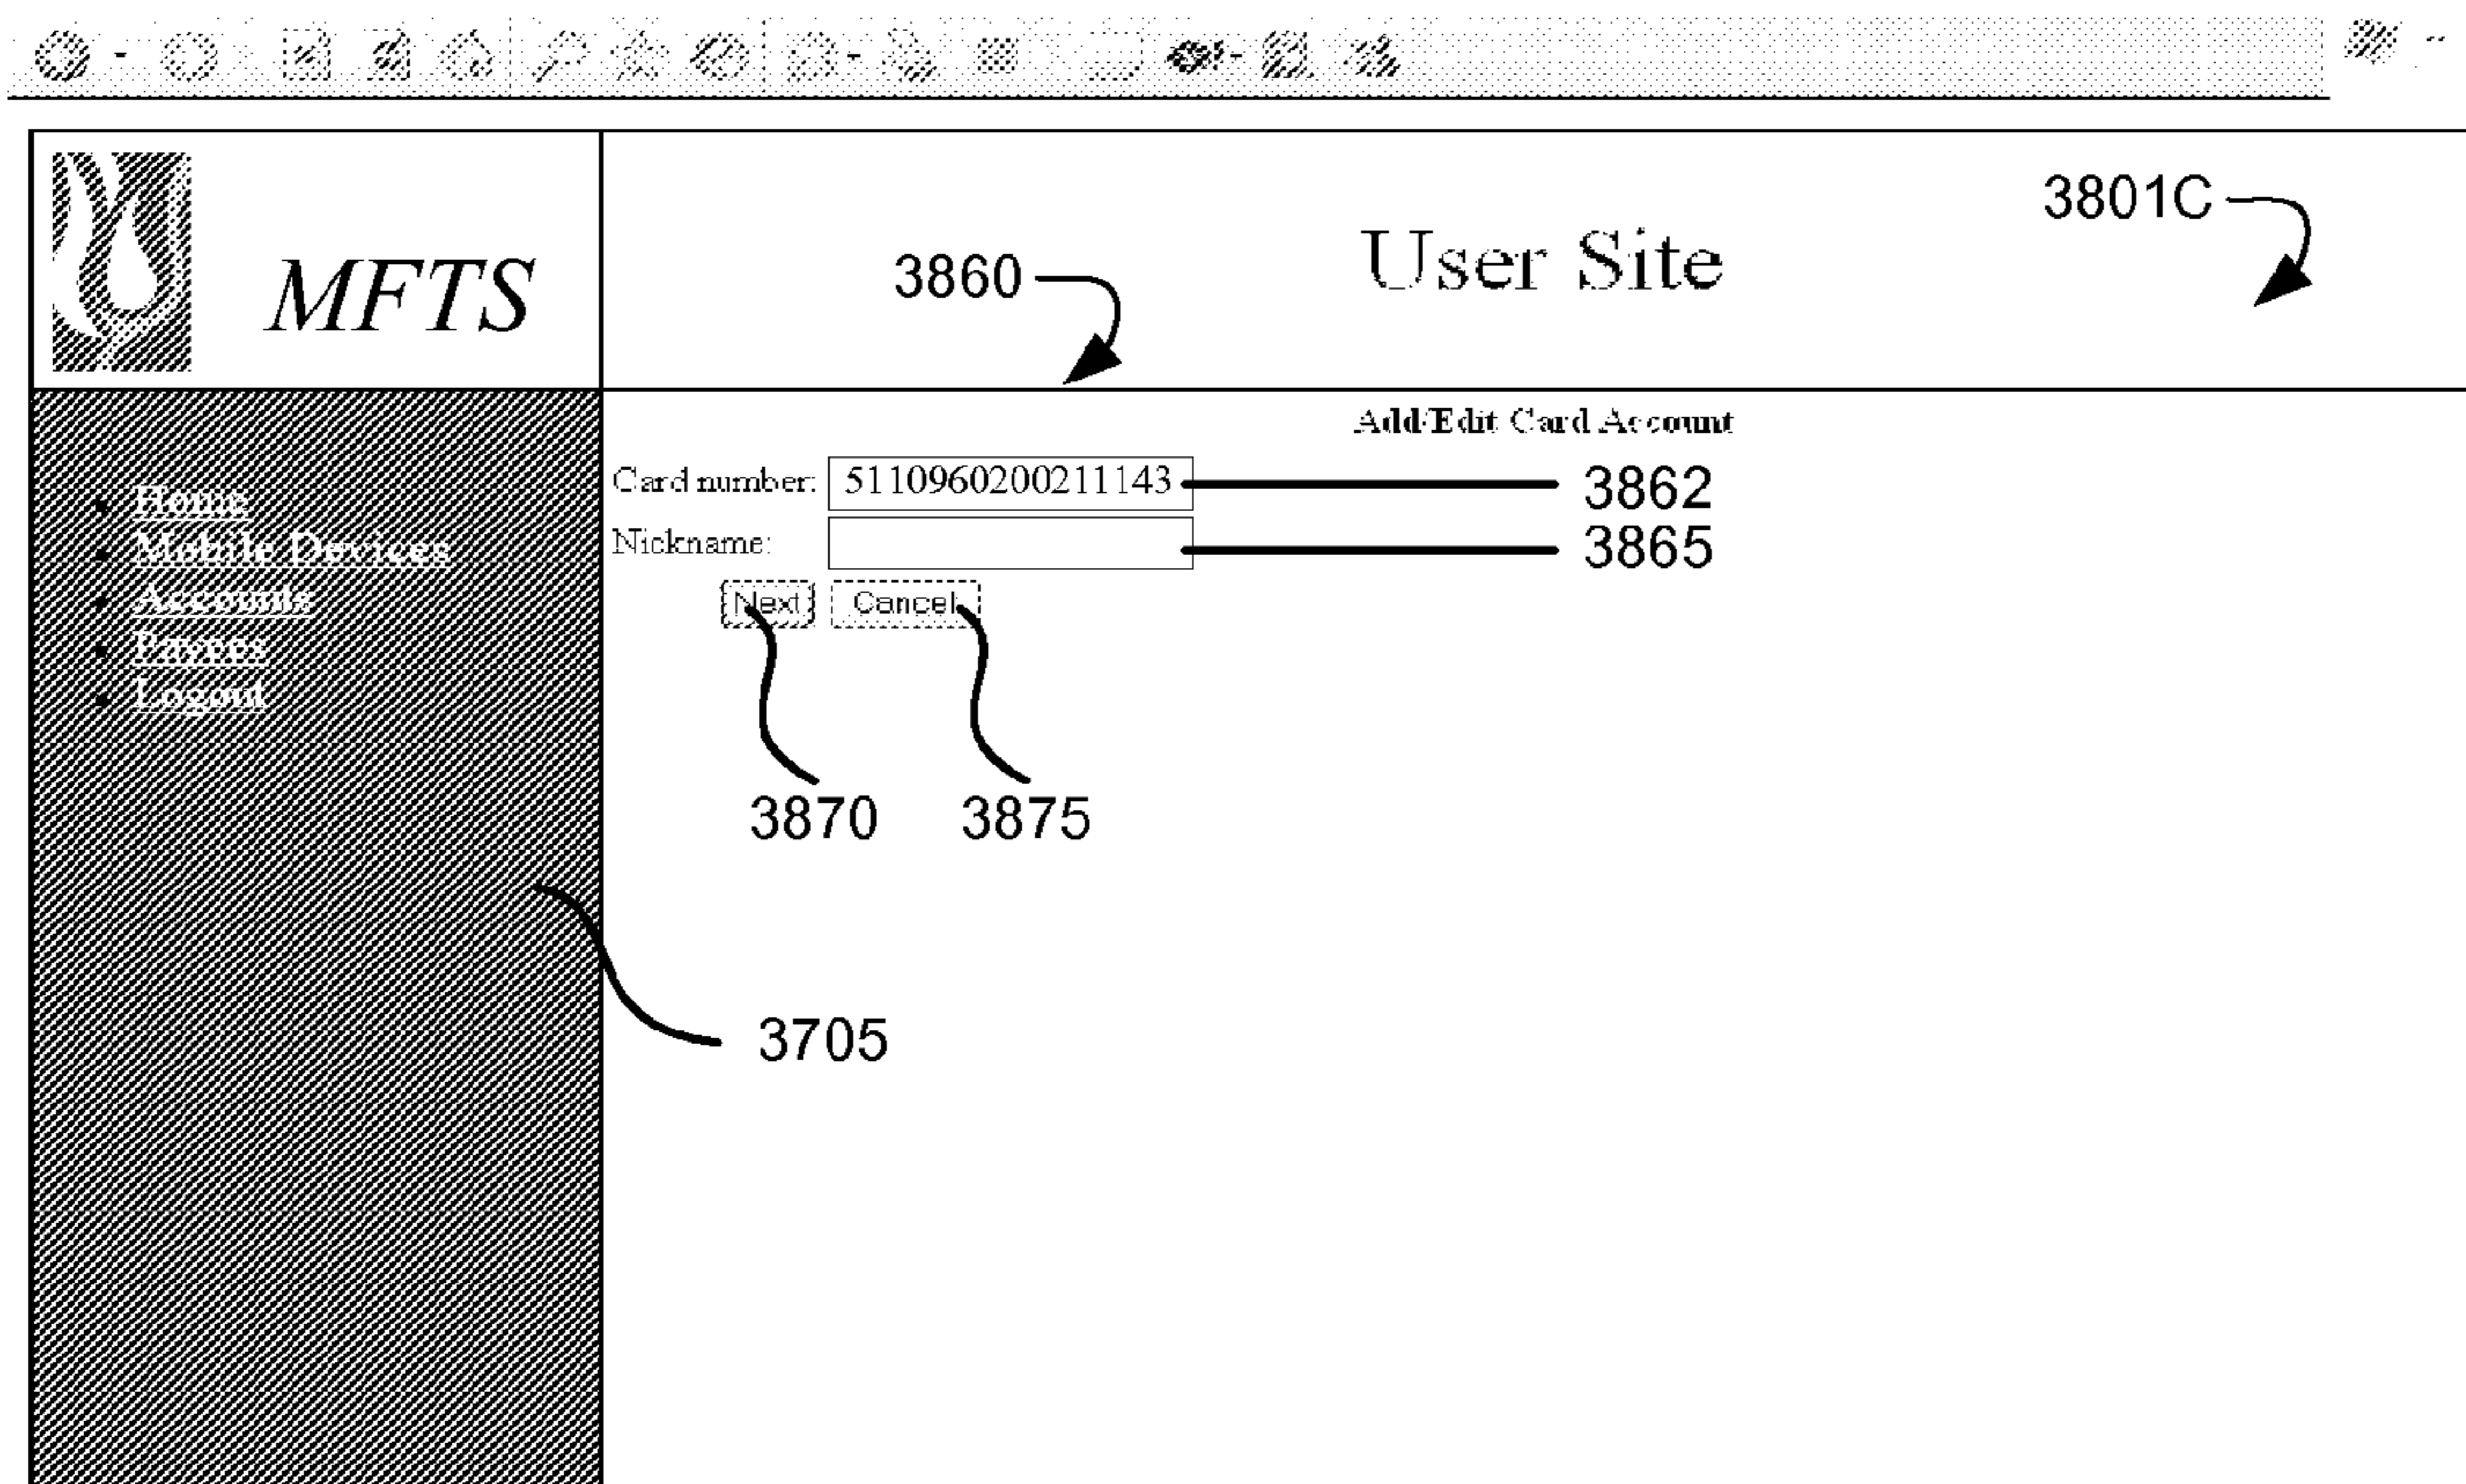 3801C
MFTS
3860
User Site
Add/Edit Card Account
Card number: 5110960200211143 3862
Nickname: 3865
Next Cancel
Home
Mobile Devices
Accounts
Payees
Logout
3870 3875
3705